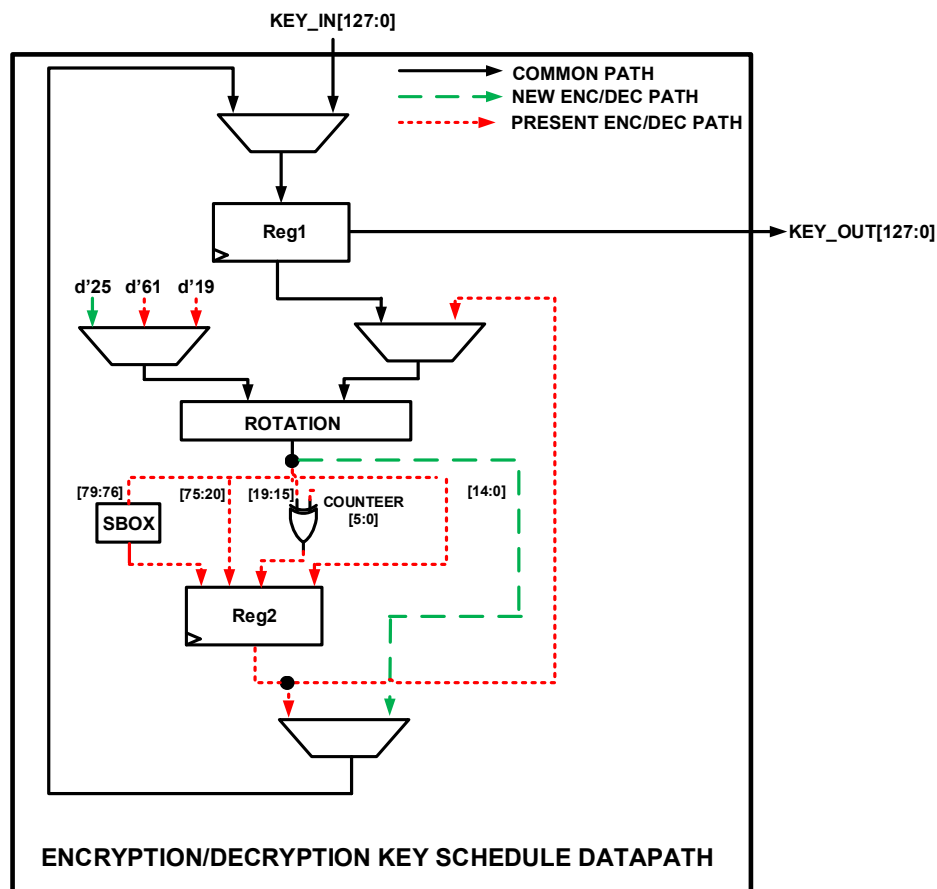 KEY_IN[127:0]
COMMON PATH
NEW ENC/DEC PATH
PRESENT ENC/DEC PATH
Reg1
KEY_OUT[127:0]
d'25 d'61 d'19
ROTATION
[79:76] [75:20] [19:15] COUNTEER [14:0]
[5:0]
SBOX
Reg2
ENCRYPTION/DECRYPTION KEY SCHEDULE DATAPATH